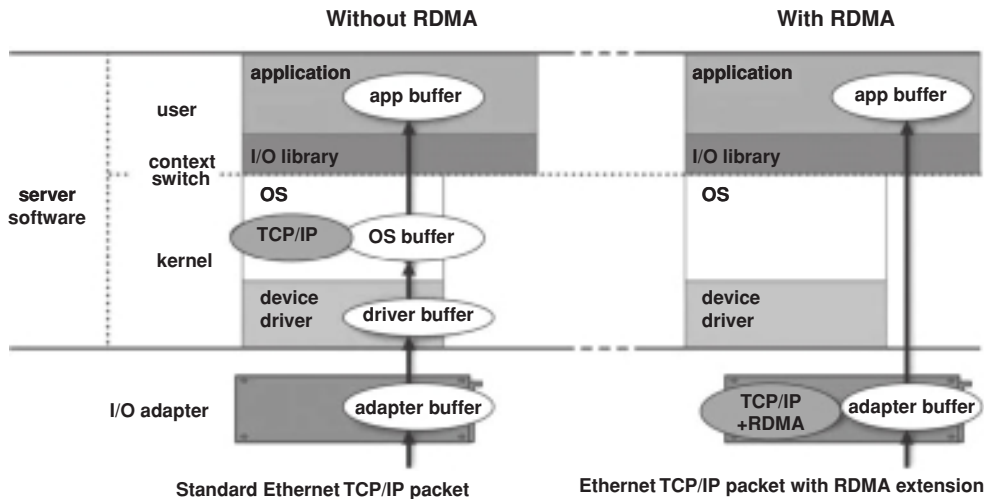 Without RDMA
With RDMA
application
app buffer
I/O library
application
app buffer
I/O library
user
context
switch
server
software
kernel
OS
TCP/IP
OS buffer
device
driver
driver buffer
OS
device
driver
I/O adapter
adapter buffer
TCP/IP
+RDMA
adapter buffer
Standard Ethernet TCP/IP packet
Ethernet TCP/IP packet with RDMA extension